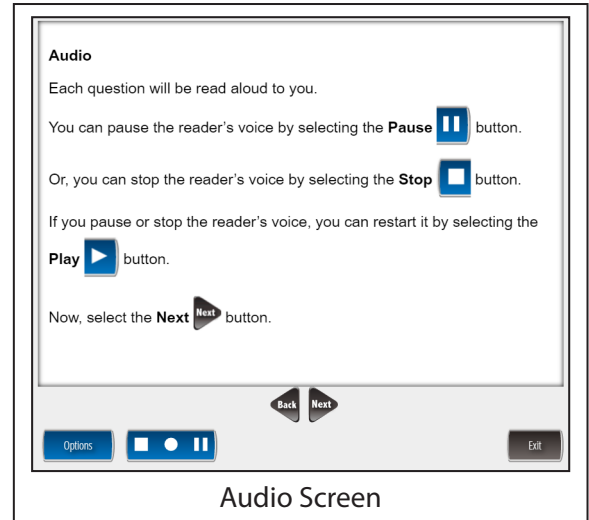 Audio
Each question will be read aloud to you.
You can pause the reader's voice by selecting the Pause button.
Or, you can stop the reader's voice by selecting the Stop button.
If you pause or stop the reader's voice, you can restart it by selecting the
Play button.
Now, select the Next Next button.
Back Next
Options Exit
Audio Screen